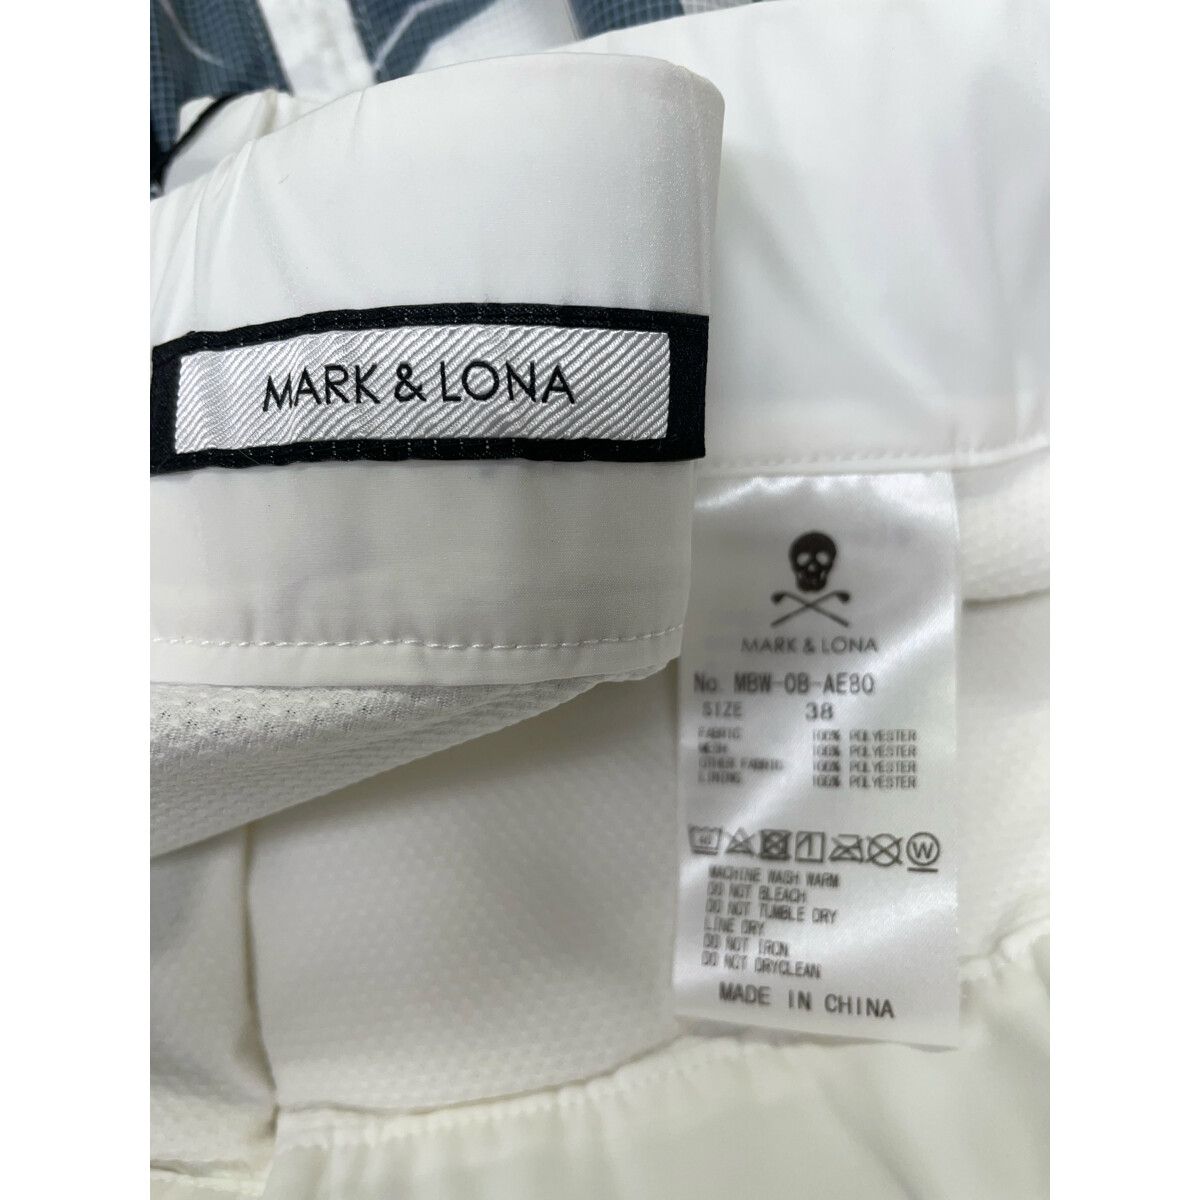 MARK & LONA
MARK & LONA
No. MBW-0B-AE80
SIZE 38
FABRIC 100% POLYESTER
MESH 100% POLYESTER
OTHER FABRIC 100% POLYESTER
LINING 100% POLYESTER
W
MACHINE WASH WARM
DO NOT BLEACH
DO NOT TUMBLE DRY
LINE DRY
DO NOT IRON
DO NOT DRYCLEAN
MADE IN CHINA